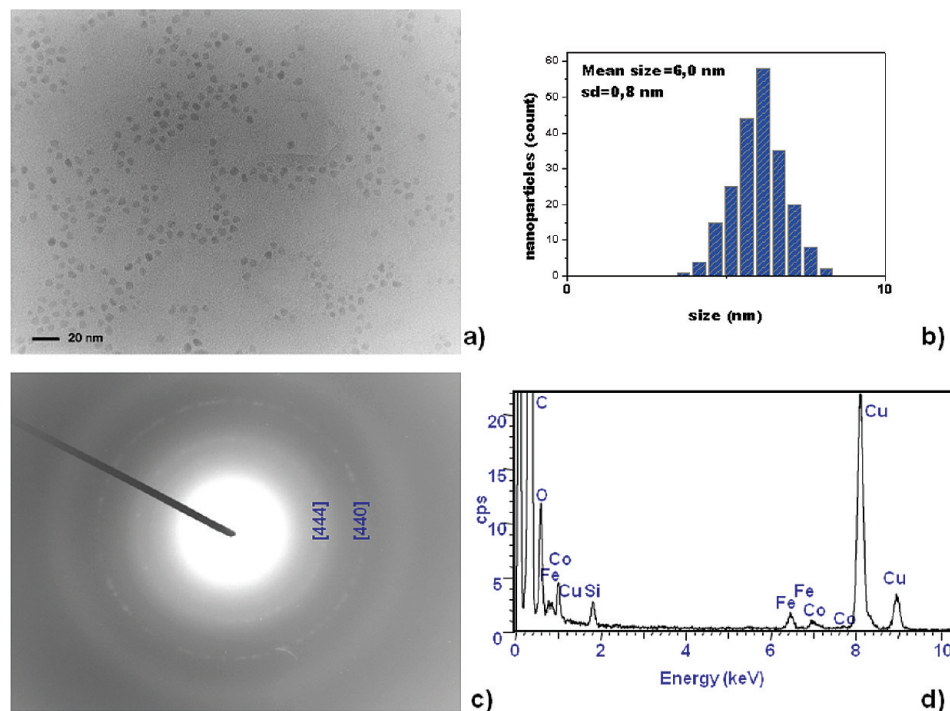 20 nm
a)
Mean size=6,0 nm
sd=0,8 nm
nanoparticles (count)
60
50
40
30
20
10
0
0
10
size (nm)
b)
[444]
[440]
c)
cps
20
15
10
5
0
C
O
Co
Fe
Cu Si
Fe Fe
Co Co
Cu
Cu
0 2 4 6 8 10
Energy (keV)
d)